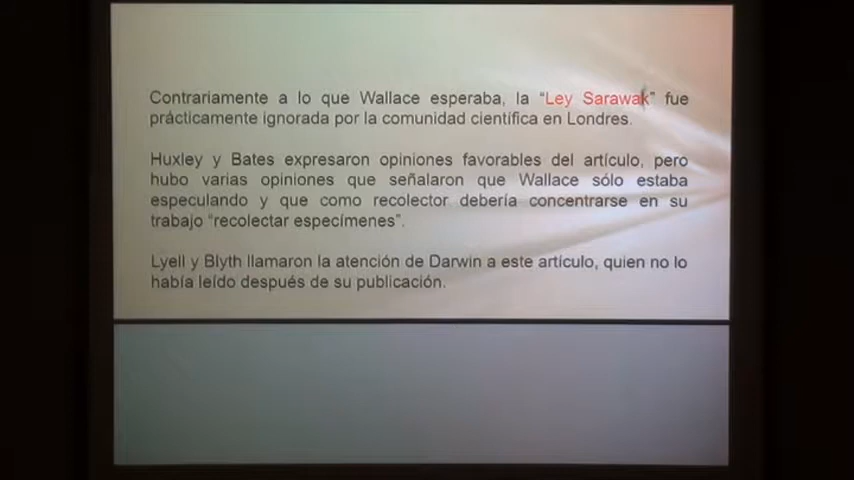 Contrariamente a lo que Wallace esperaba, la “Ley Sarawak” fue
prácticamente ignorada por la comunidad científica en Londres.
Huxley y Bates expresaron opiniones favorables del artículo, pero
hubo varias opiniones que señalaron que Wallace sólo estaba
especulando y que como recolector debería concentrarse en su
trabajo “recolectar especímenes”.
Lyell y Blyth llamaron la atención de Darwin a este artículo, quien no lo
había leído después de su publicación.